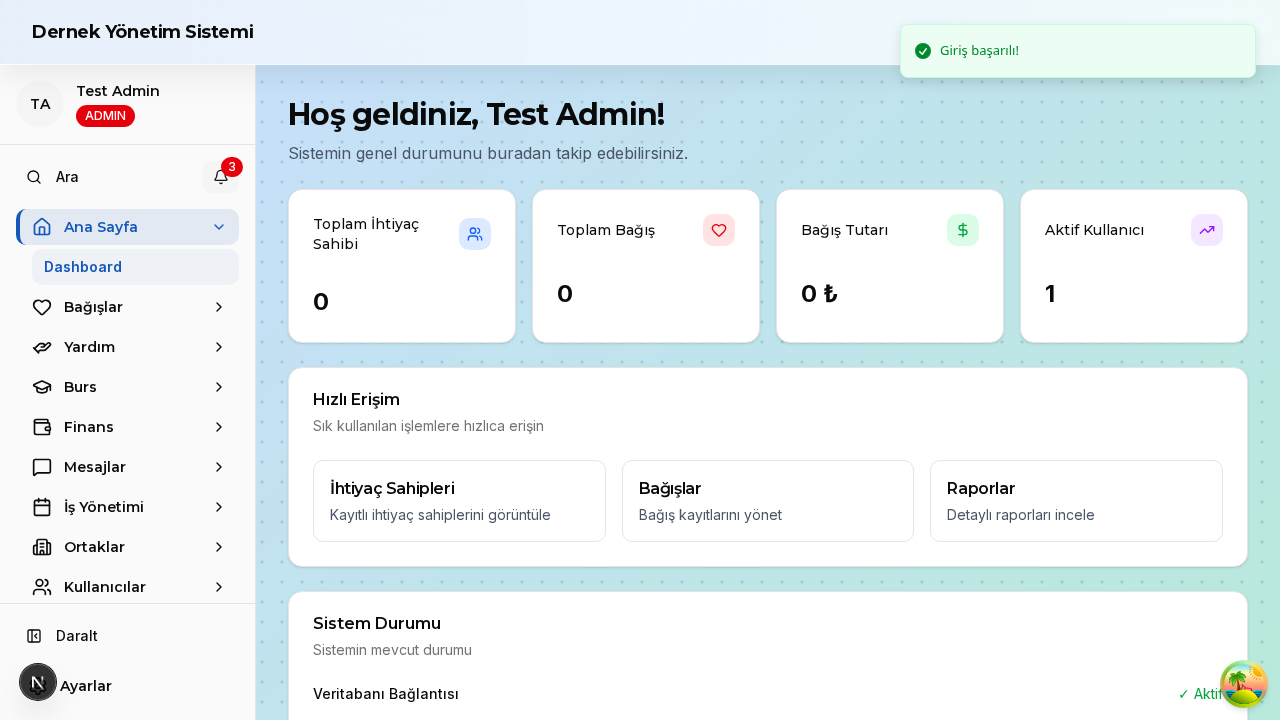 Dernek Yönetim Sistemi
Giriş başarılı!
TA
Test Admin
ADMIN
Ara
3
Ana Sayfa
Dashboard
Bağışlar
Yardım
Burs
Finans
Mesajlar
İş Yönetimi
Ortaklar
Kullanıcılar
Daralt
N
Ayarlar
Hoş geldiniz, Test Admin!
Sistemin genel durumunu buradan takip edebilirsiniz.
Toplam İhtiyaç
Sahibi
0
Toplam Bağış
0
Bağış Tutarı
0 ₺
Aktif Kullanıcı
1
Hızlı Erişim
Sık kullanılan işlemlere hızlıca erişin
İhtiyaç Sahipleri
Kayıtlı ihtiyaç sahiplerini görüntüle
Bağışlar
Bağış kayıtlarını yönet
Raporlar
Detaylı raporları incele
Sistem Durumu
Sistemin mevcut durumu
Veritabanı Bağlantısı
✓ Aktif